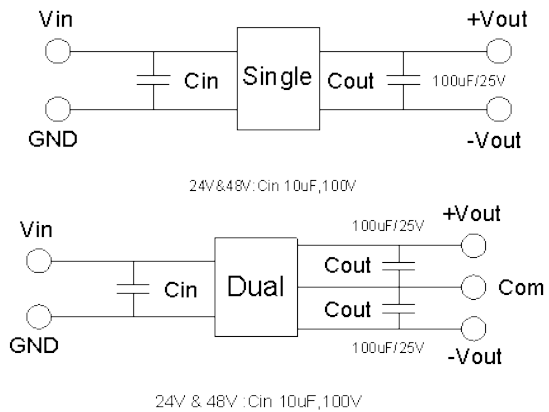 Vin +Vout
Cin Single Cout 100uF/25V
GND -Vout
24V&48V:Cin 10uF,100V
100uF/25V +Vout
Vin
Cout
Cin Dual Com
Cout
GND 100uF/25V -Vout
24V & 48V :Cin 10uF,100V